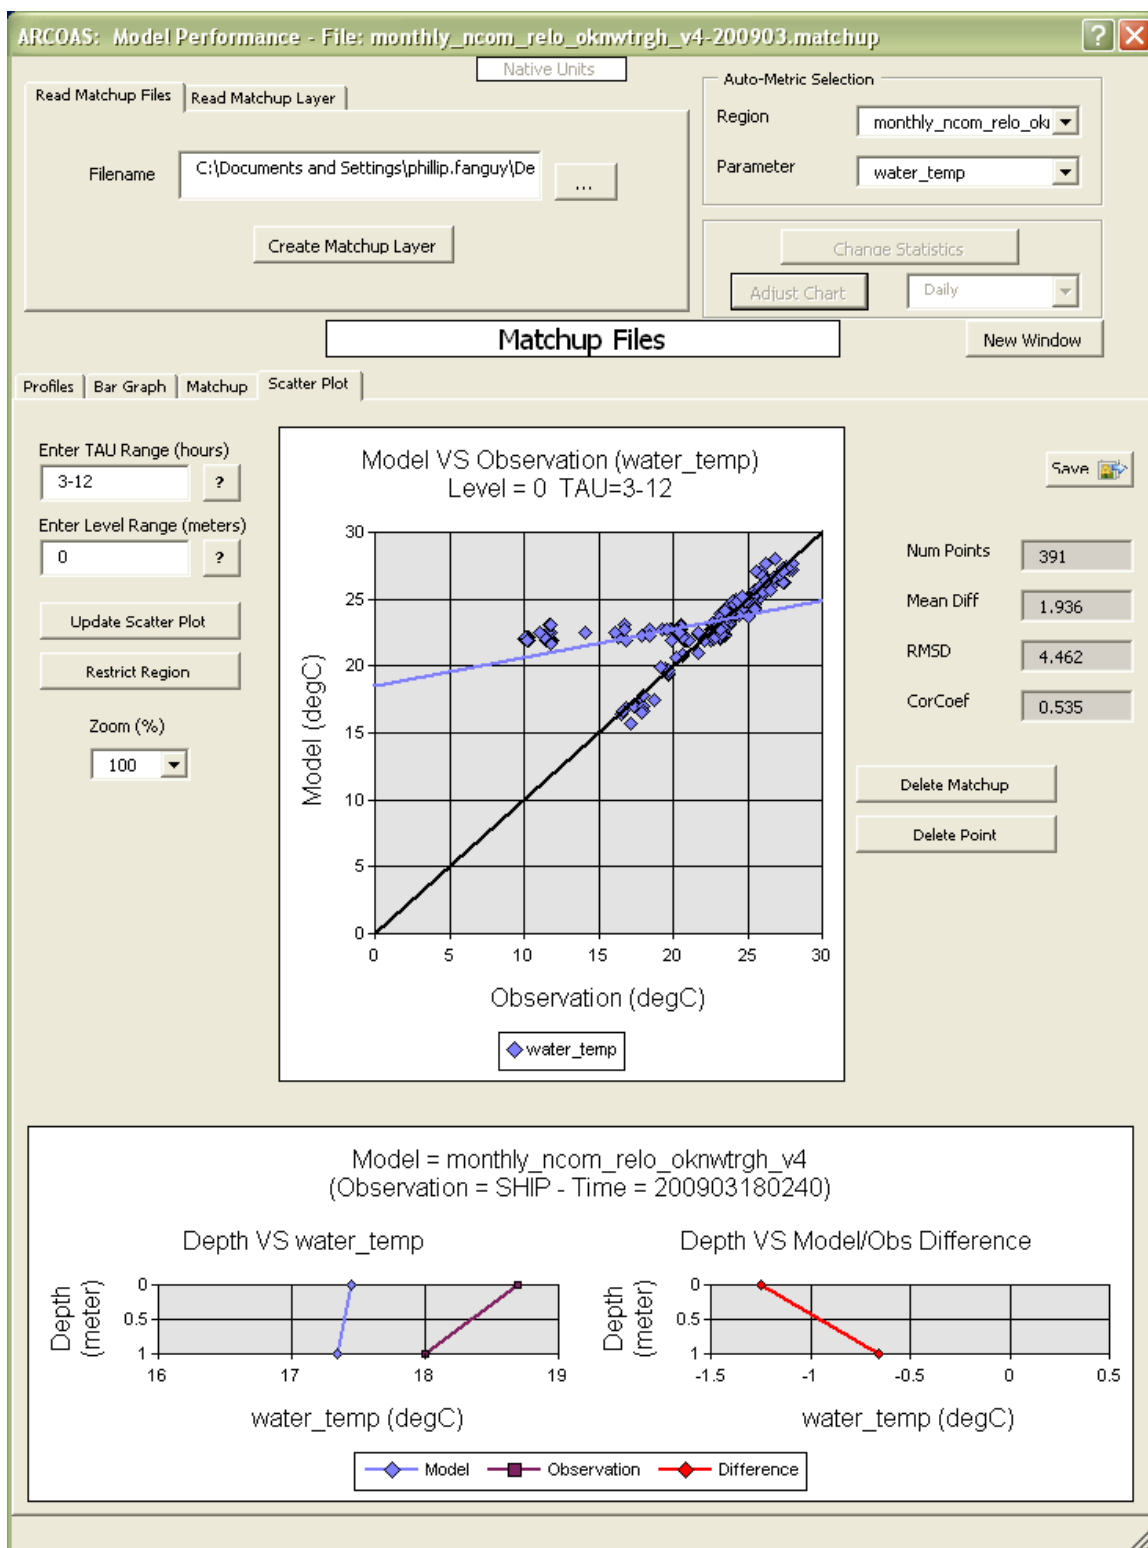 ARCOAS: Model Performance - File: monthly_ncom_relo_oknwtrgh_v4-200903.matchup
Native Units
Read Matchup Files
Read Matchup Layer
Filename
C:\Documents and Settings\phillip.fanguy\De
...
Create Matchup Layer
Auto-Metric Selection
Region
monthly_ncom_relo_okn
Parameter
water_temp
Change Statistics
Adjust Chart
Daily
Matchup Files
New Window
Profiles
Bar Graph
Matchup
Scatter Plot
Enter TAU Range (hours)
3-12
?
Enter Level Range (meters)
0
?
Update Scatter Plot
Restrict Region
Zoom (%)
100
Model VS Observation (water_temp)
Level = 0 TAU=3-12
30
25
20
15
10
5
0
Model (degC)
0 5 10 15 20 25 30
Observation (degC)
water_temp
Save
Num Points
391
Mean Diff
1.936
RMSD
4.462
CorCoef
0.535
Delete Matchup
Delete Point
Model = monthly_ncom_relo_oknwtrgh_v4
(Observation = SHIP - Time = 200903180240)
Depth VS water_temp
Depth
(meter)
0
0.5
1
16 17 18 19
water_temp (degC)
Depth VS Model/Obs Difference
Depth
(meter)
0
0.5
1
-1.5 -1 -0.5 0 0.5
water_temp (degC)
Model
Observation
Difference